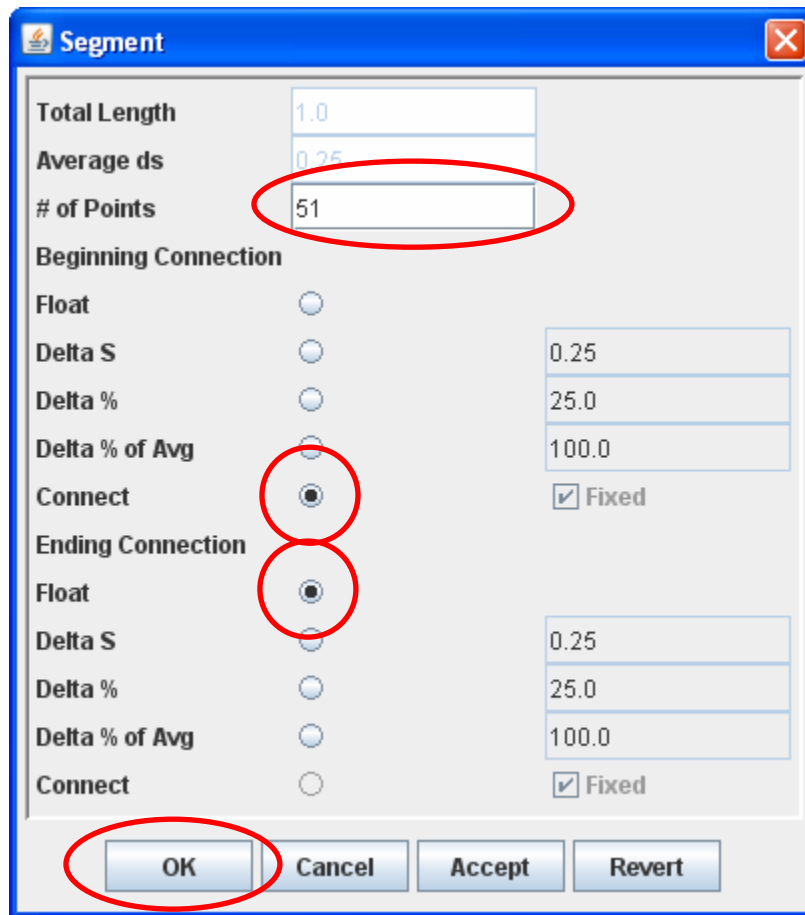 Segment
Total Length 1.0
Average ds 0.25
# of Points 51
Beginning Connection
Float
Delta S 0.25
Delta % 25.0
Delta % of Avg 100.0
Connect Fixed
Ending Connection
Float
Delta S 0.25
Delta % 25.0
Delta % of Avg 100.0
Connect Fixed
OK Cancel Accept Revert